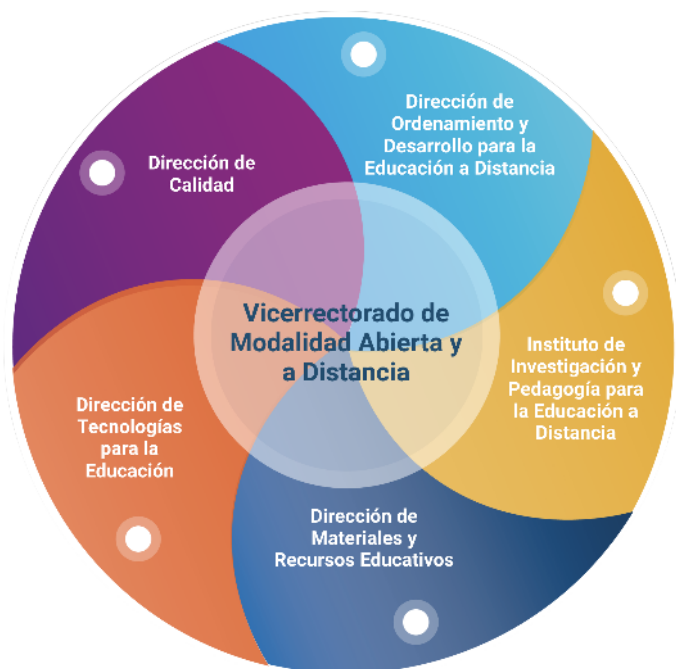 Dirección de
Ordenamiento y
Desarrollo para la
Educación a Distancia
Dirección de
Calidad
Vicerrectorado de
Modalidad Abierta y
a Distancia
Instituto de
Investigación y
Pedagogía para
la Educación a
Distancia
Dirección de
Tecnologías
para la
Educación
Dirección de
Materiales y
Recursos Educativos